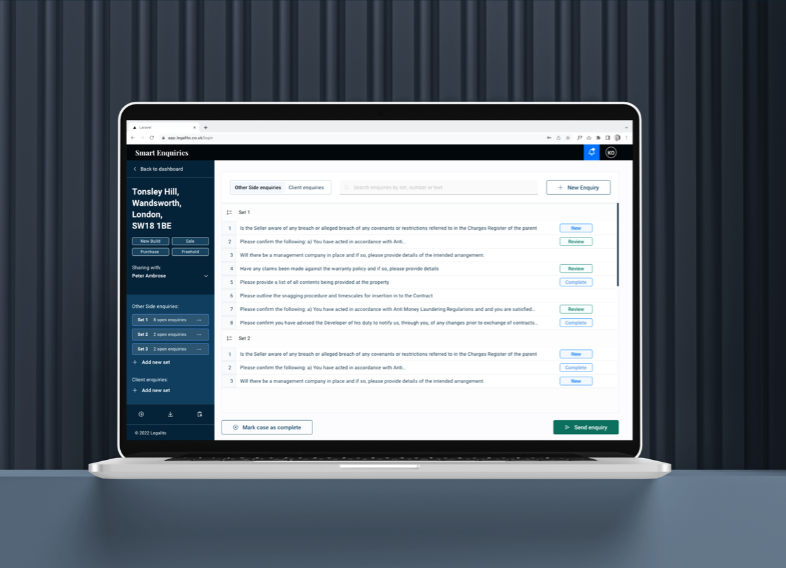 Laravel
app.legalito.co.uk/login
Smart Enquiries
KO
Back to dashboard
Tonsley Hill,
Wandsworth,
London,
SW18 1BE
New Build
Sale
Purchase
Freehold
Sharing with:
Peter Ambrose
Other Side enquiries:
Set 1 8 open enquiries
Set 2 2 open enquiries
Set 3 2 open enquiries
+ Add new set
Client enquiries:
+ Add new set
© 2022 Legalito
Other Side enquiries Client enquiries
Search enquiries by set, number or text
+ New Enquiry
Set 1
1 Is the Seller aware of any breach or alleged breach of any covenants or restrictions referred to in the Charges Register of the parent New
2 Please confirm the following: a) You have acted in accordance with Anti.. Review
3 Will there be a management company in place and if so, please provide details of the intended arrangement
4 Have any claims been made against the warranty policy and if so, please provide details Review
5 Please provide a list of all contents being provided at the property Complete
6 Please outline the snagging procedure and timescales for insertion in to the Contract
7 Please confirm the following: a) You have acted in accordance with Anti Money Laundering Regulations and and you are satisfied.. Review
8 Please confirm you have advised the Developer of his duty to notify us, through you, of any changes prior to exchange of contracts.. Complete
Set 2
1 Is the Seller aware of any breach or alleged breach of any covenants or restrictions referred to in the Charges Register of the parent New
2 Please confirm the following: a) You have acted in accordance with Anti.. Complete
3 Will there be a management company in place and if so, please provide details of the intended arrangement New
Mark case as complete
Send enquiry